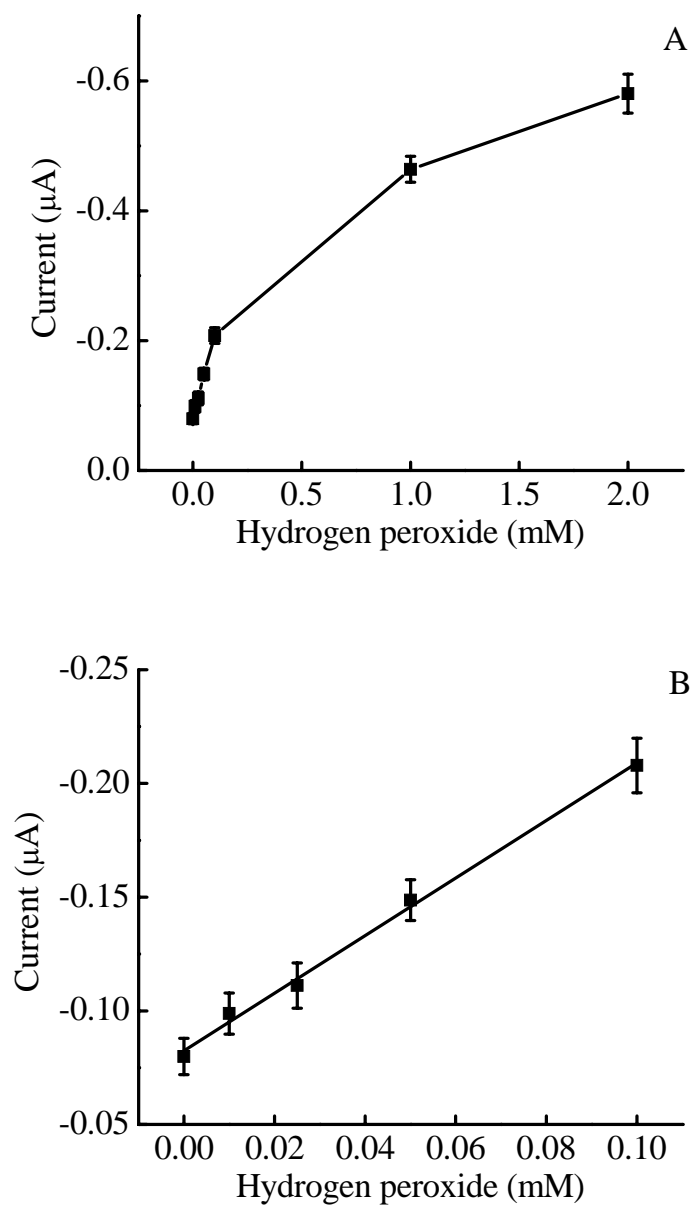 A
-0.6
-0.4
-0.2
0.0
Current (μA)
0.0 0.5 1.0 1.5 2.0
Hydrogen peroxide (mM)
B
-0.25
-0.20
-0.15
-0.10
-0.05
Current (μA)
0.00 0.02 0.04 0.06 0.08 0.10
Hydrogen peroxide (mM)